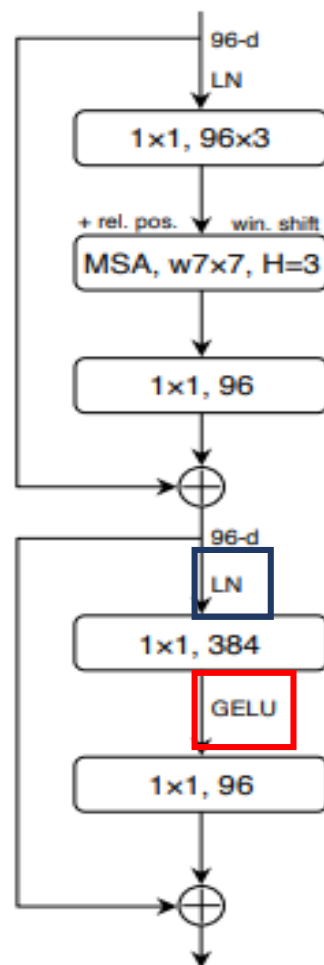 96-d
LN
1×1, 96×3
+ rel. pos. win. shift
MSA, w7×7, H=3
1×1, 96
96-d
LN
1×1, 384
GELU
1×1, 96